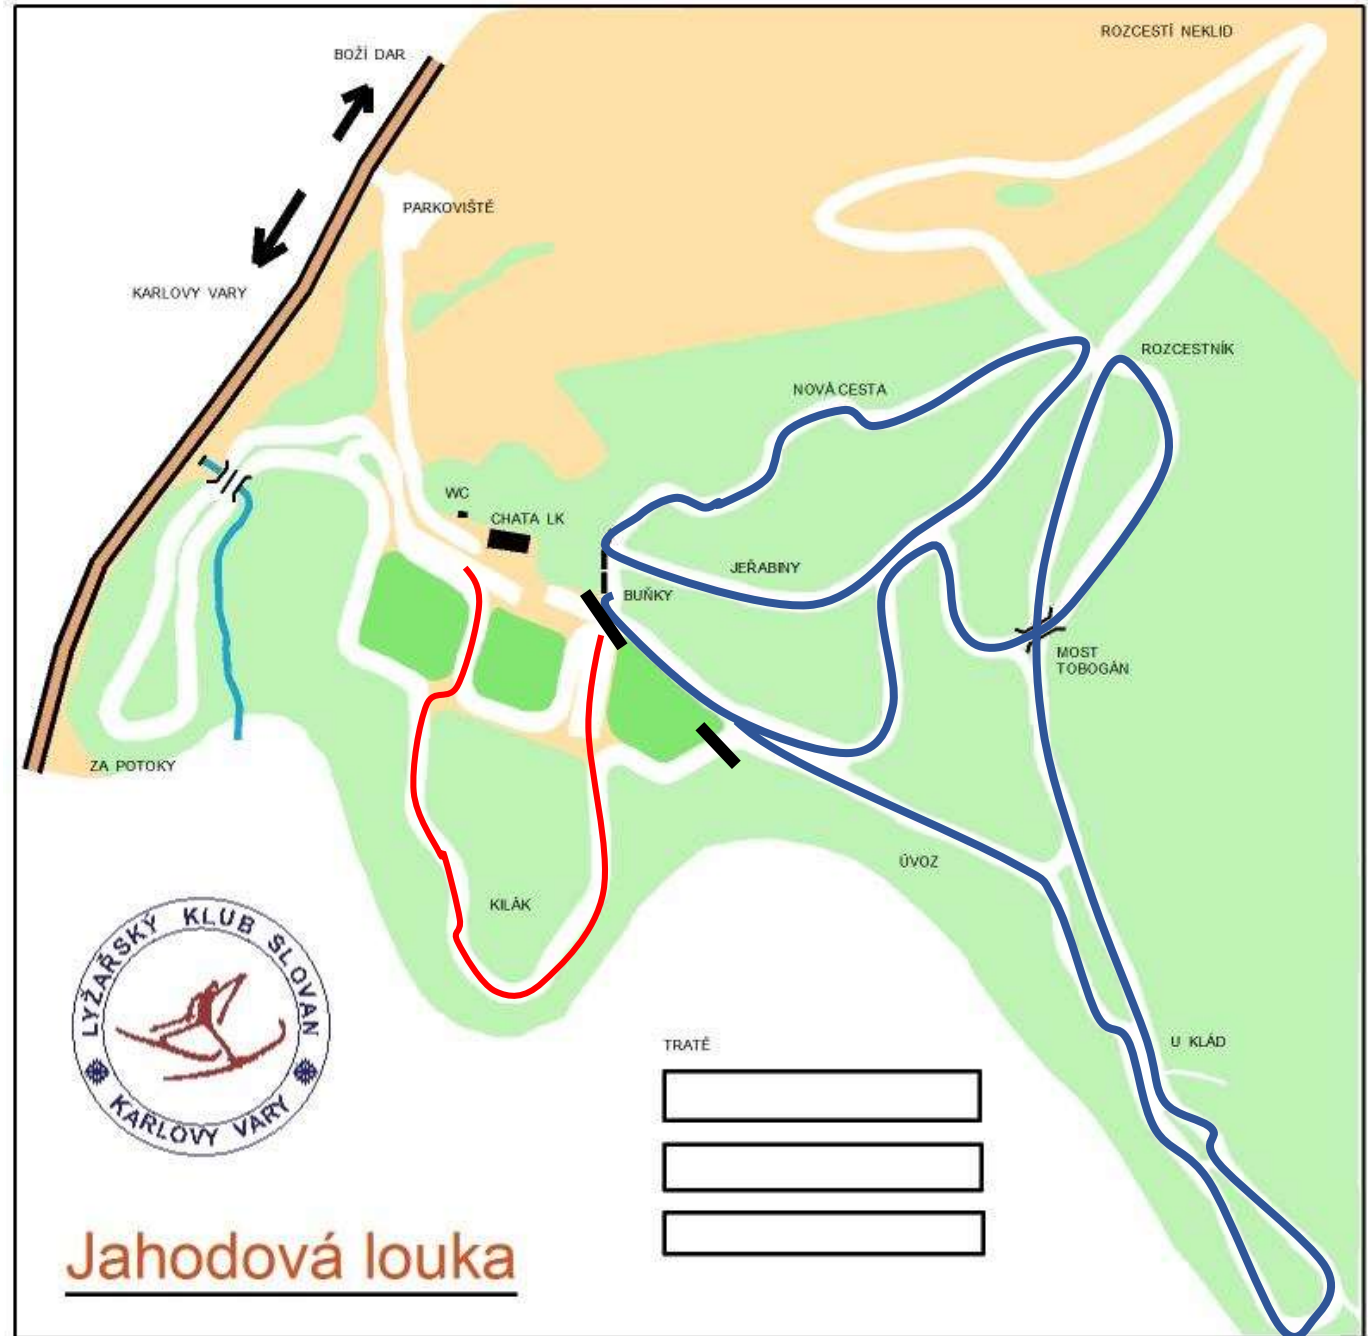 ROZCESTÍ NEKLID
BOŽÍ DAR
PARKOVIŠTĚ
KARLOVY VARY
ROZCESTNÍK
NOVÁ CESTA
WC
CHATA LK
JEŘABINY
BUŇKY
MOST
TOBOGÁN
ZA POTOKY
ÚVOZ
KILÁK
LYŽAŘSKÝ KLUB SLOVAN
KARLOVY VARY
TRATĚ
U KLÁD
Jahodová louka